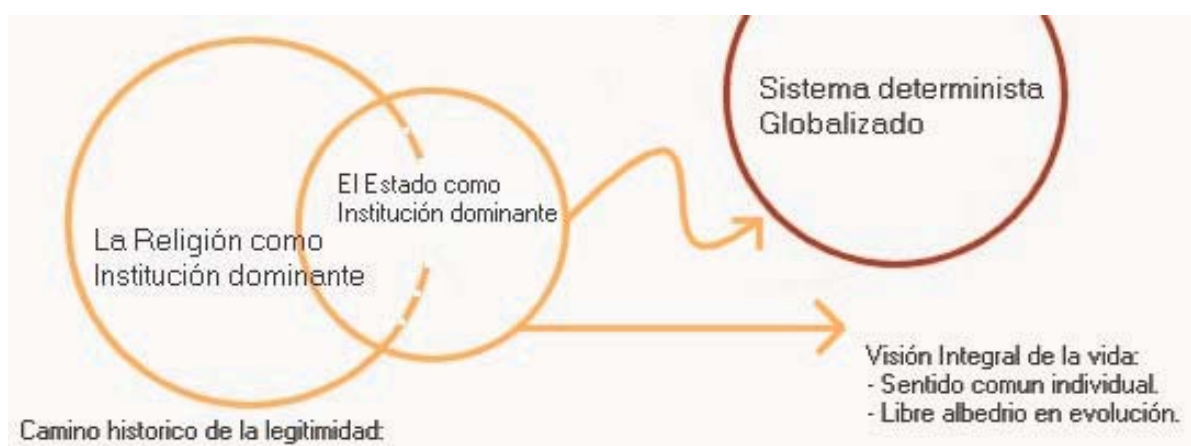 Sistema determinista
Globalizado
El Estado como
Institución dominante
La Religión como
Institución dominante
Visión Integral de la vida:
- Sentido comun individual.
- Libre albedrio en evolución.
Camino historico de la legitimidad: